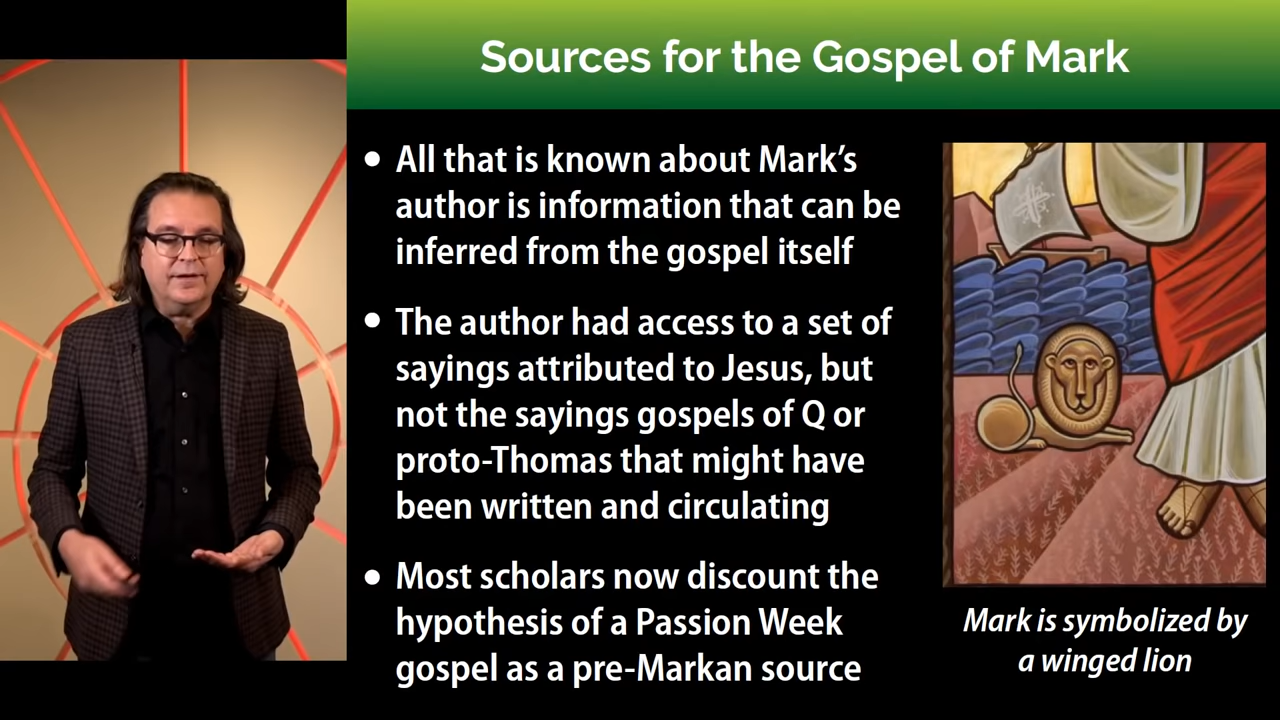 Sources for the Gospel of Mark
• All that is known about Mark’s
author is information that can be
inferred from the gospel itself
• The author had access to a set of
sayings attributed to Jesus, but
not the sayings gospels of Q or
proto-Thomas that might have
been written and circulating
• Most scholars now discount the
hypothesis of a Passion Week
gospel as a pre-Markan source
Mark is symbolized by
a winged lion